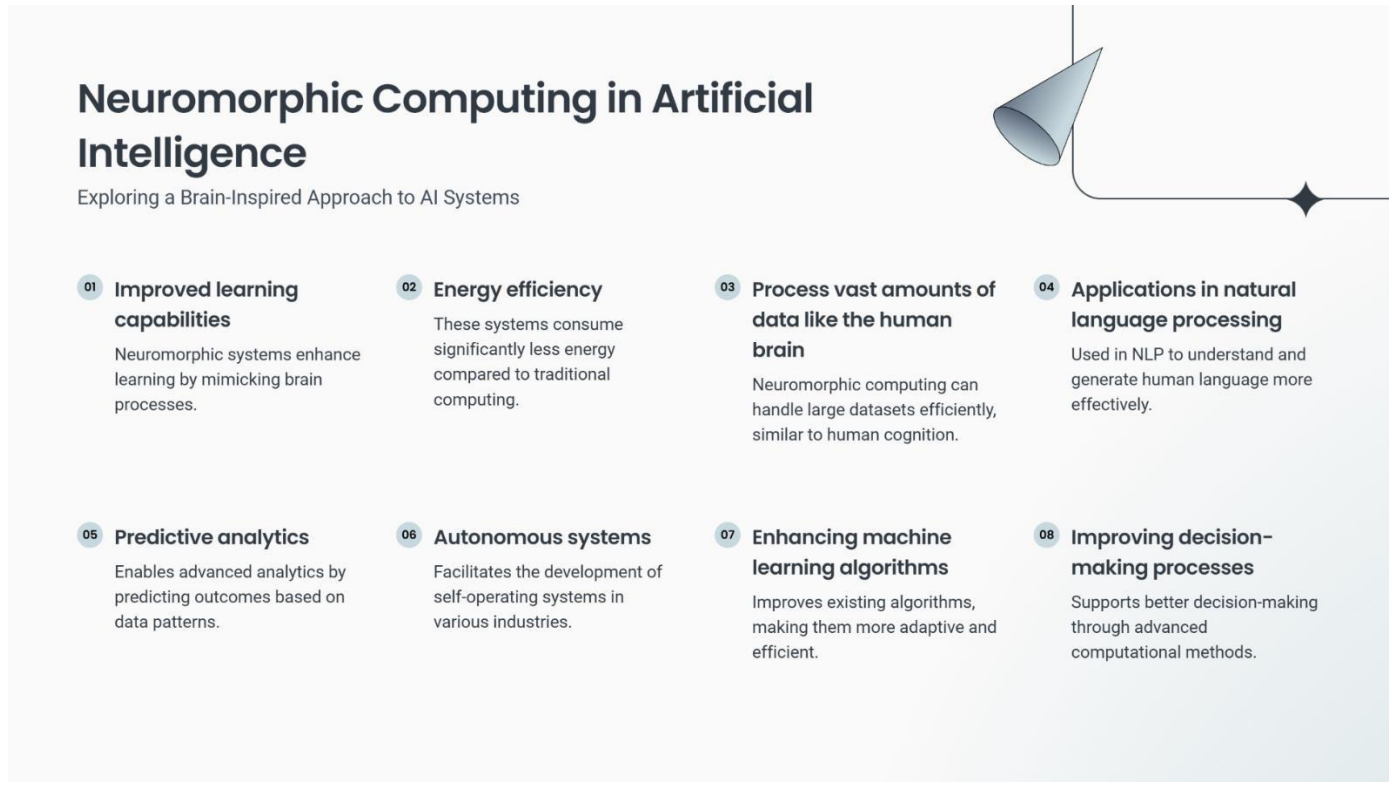 Neuromorphic Computing in Artificial
Intelligence
Exploring a Brain-Inspired Approach to AI Systems
01
Improved learning
capabilities
Neuromorphic systems enhance
learning by mimicking brain
processes.
02
Energy efficiency
These systems consume
significantly less energy
compared to traditional
computing.
03
Process vast amounts of
data like the human
brain
Neuromorphic computing can
handle large datasets efficiently,
similar to human cognition.
04
Applications in natural
language processing
Used in NLP to understand and
generate human language more
effectively.
05
Predictive analytics
Enables advanced analytics by
predicting outcomes based on
data patterns.
06
Autonomous systems
Facilitates the development of
self-operating systems in
various industries.
07
Enhancing machine
learning algorithms
Improves existing algorithms,
making them more adaptive and
efficient.
08
Improving decision-
making processes
Supports better decision-making
through advanced
computational methods.